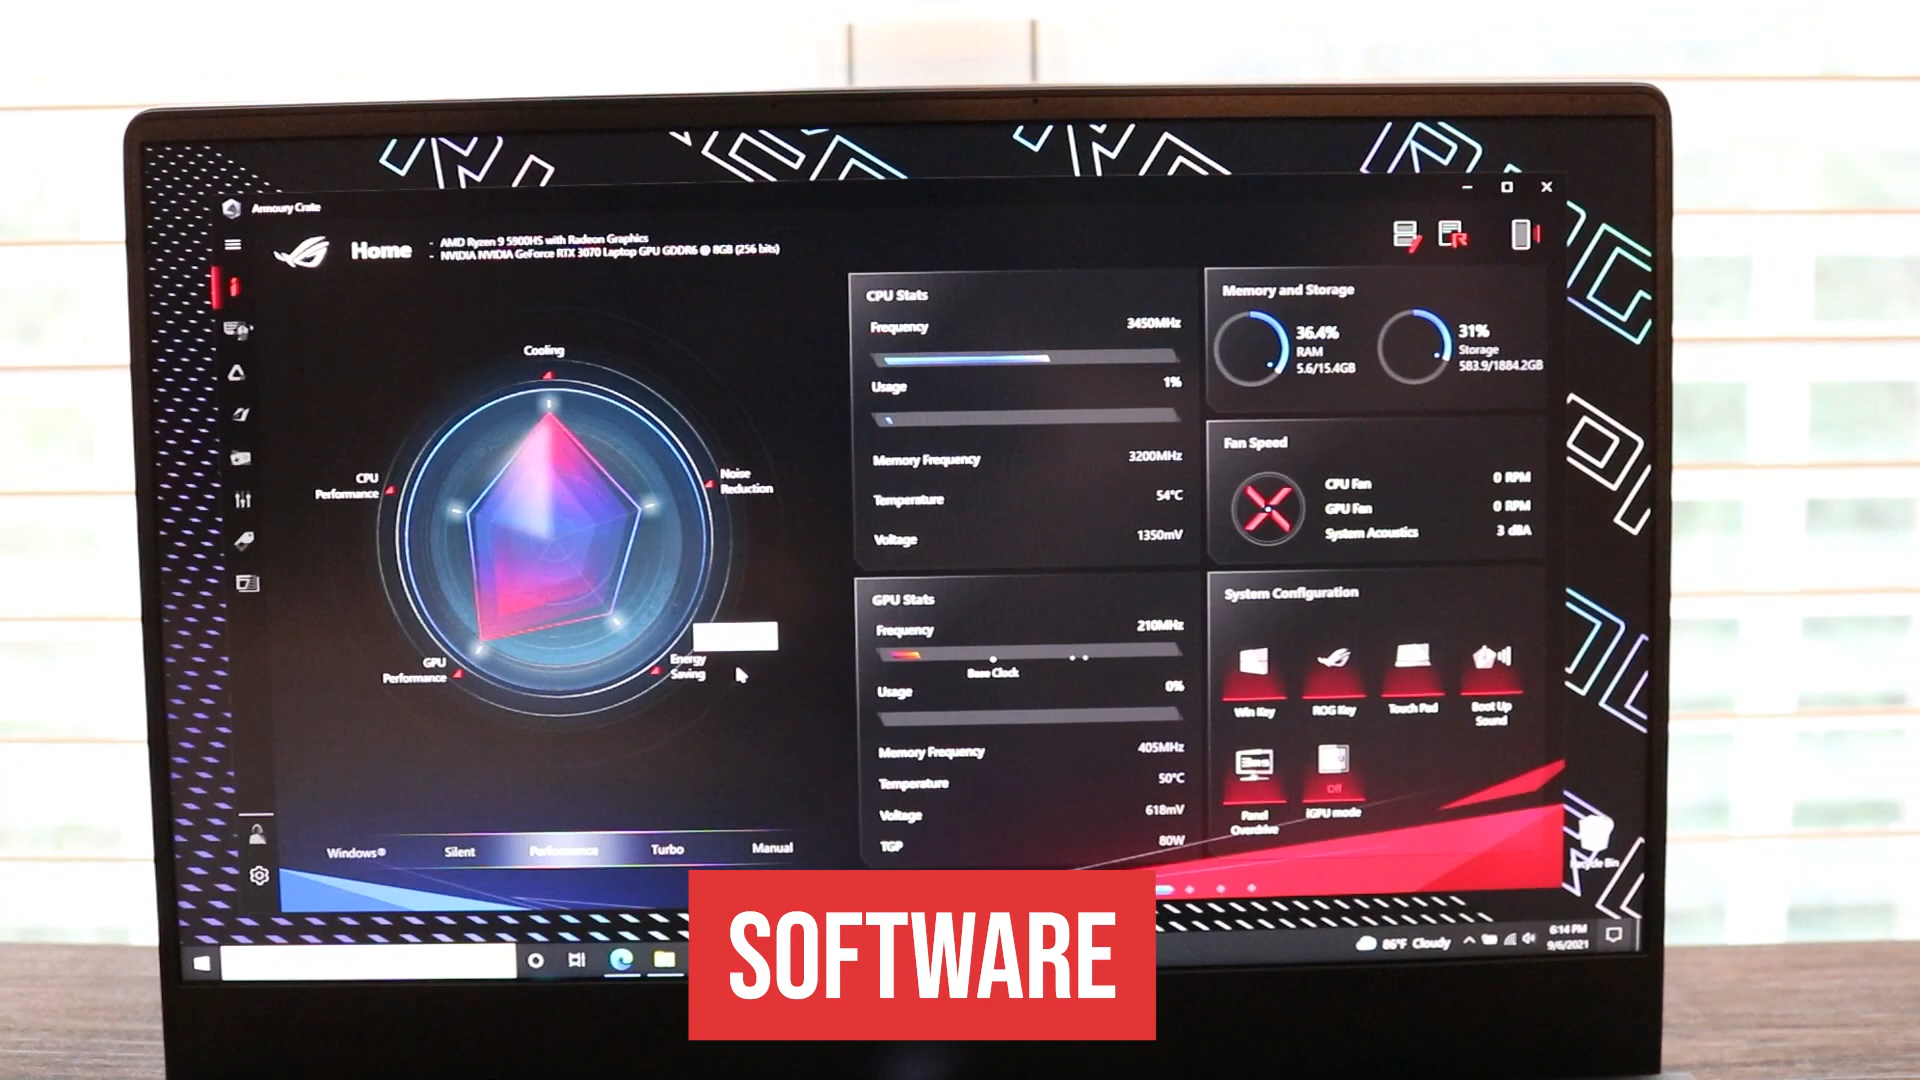 Armoury Crate
Home
AMD Ryzen 9 5900HS with Radeon Graphics
NVIDIA NVIDIA GeForce RTX 3070 Laptop GPU GDDR6 @ 8GB (256 bits)
Cooling
CPU
Performance
Noise
Reduction
GPU
Performance
Energy
Saving
Windows®
Silent
Performance
Turbo
Manual
CPU Stats
Frequency
3450MHz
Usage
1%
Memory Frequency
3200MHz
Temperature
54°C
Voltage
1350mV
GPU Stats
Frequency
210MHz
Base Clock
Usage
0%
Memory Frequency
405MHz
Temperature
50°C
Voltage
618mV
TGP
80W
Memory and Storage
36.4%
RAM
5.6/15.4GB
31%
Storage
583.9/1884.2GB
Fan Speed
CPU Fan
0 RPM
GPU Fan
0 RPM
System Acoustics
3 dBA
System Configuration
Win Key
ROG Key
Touch Pad
Boot Up
Sound
Panel
Overdrive
Off
iGPU mode
Recycle Bin
86°F Cloudy
6:14 PM
9/6/2021
SOFTWARE